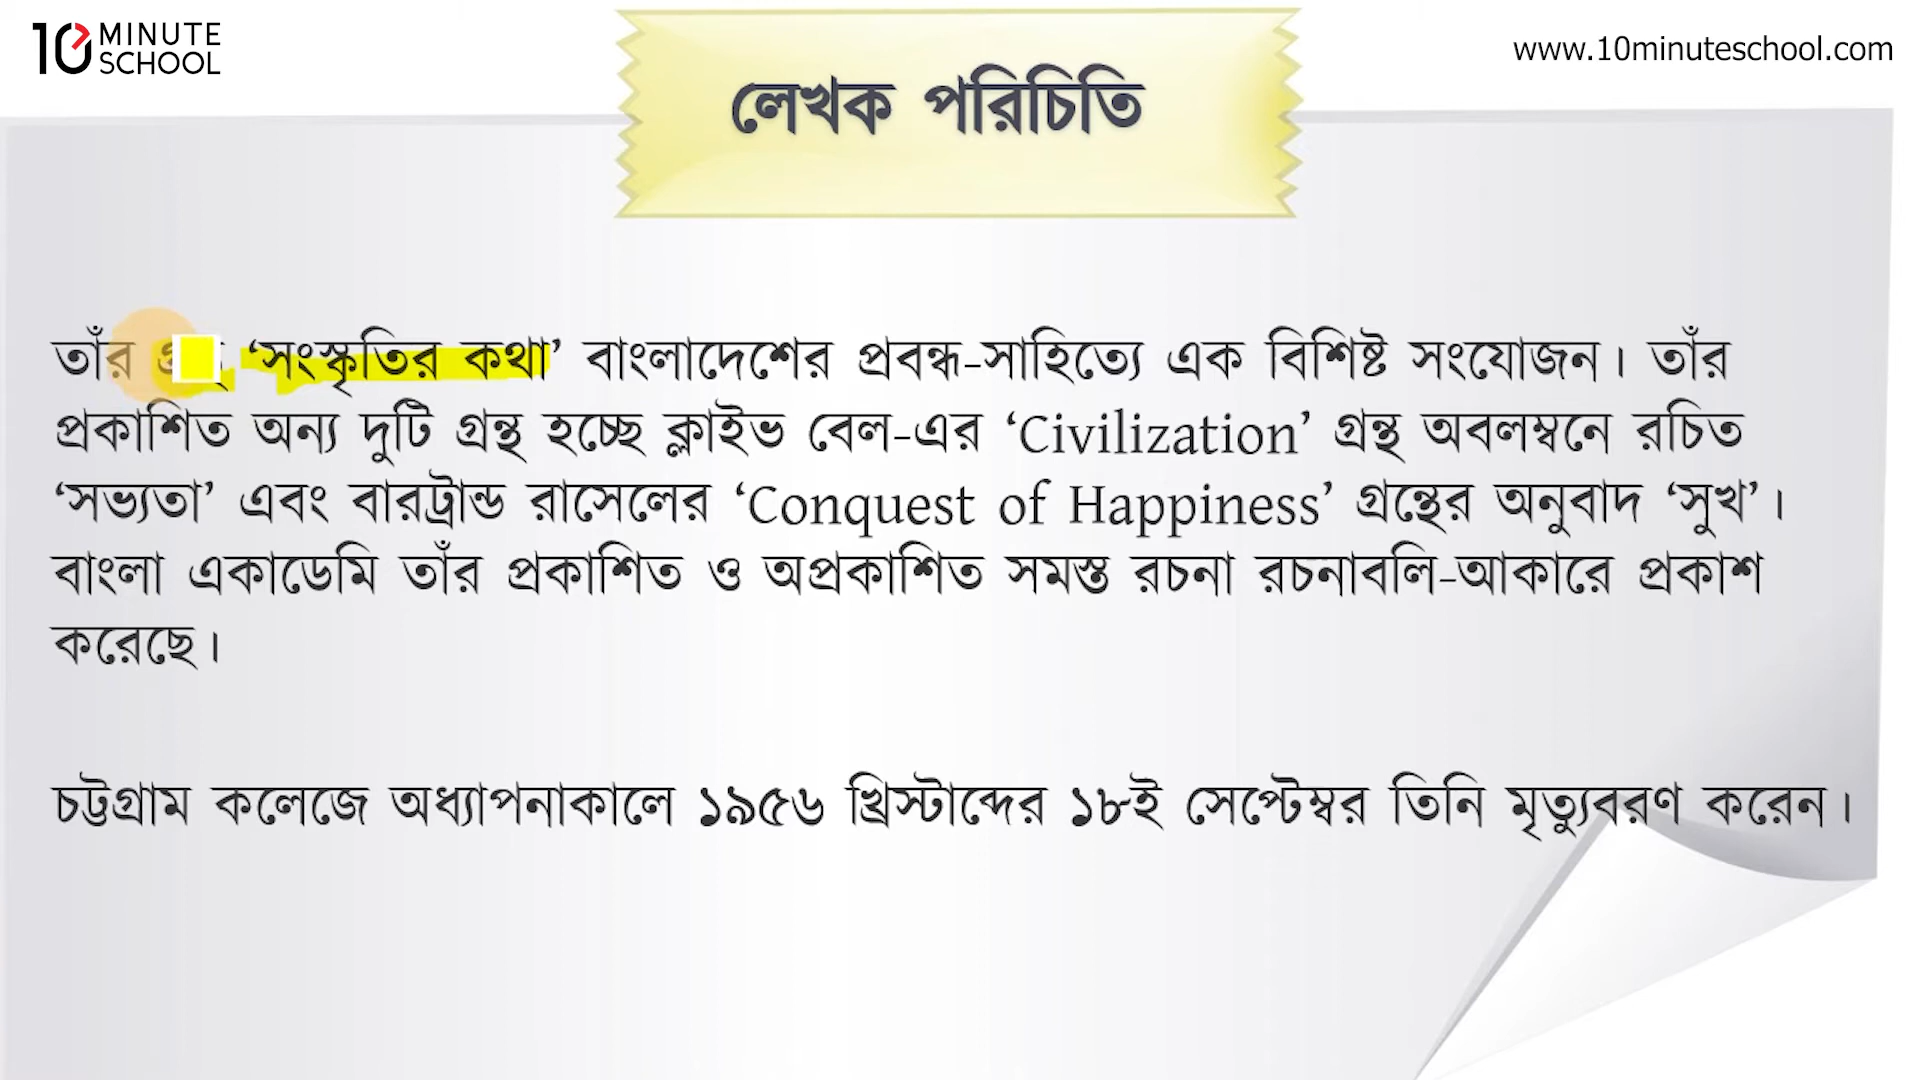 10 MINUTE SCHOOL
www.10minuteschool.com
লেখক পরিচিতি
তাঁর ‘সংস্কৃতির কথা’ বাংলাদেশের প্রবন্ধ-সাহিত্যে এক বিশিষ্ট সংযোজন। তাঁর
প্রকাশিত অন্য দুটি গ্রন্থ হচ্ছে ক্লাইভ বেল-এর ‘Civilization’ গ্রন্থ অবলম্বনে রচিত
‘সভ্যতা’ এবং বারট্রান্ড রাসেলের ‘Conquest of Happiness’ গ্রন্থের অনুবাদ ‘সুখ’।
বাংলা একাডেমি তাঁর প্রকাশিত ও অপ্রকাশিত সমস্ত রচনা রচনাবলি-আকারে প্রকাশ
করেছে।
চট্টগ্রাম কলেজে অধ্যাপনাকালে ১৯৫৬ খ্রিস্টাব্দের ১৮ই সেপ্টেম্বর তিনি মৃত্যুবরণ করেন।